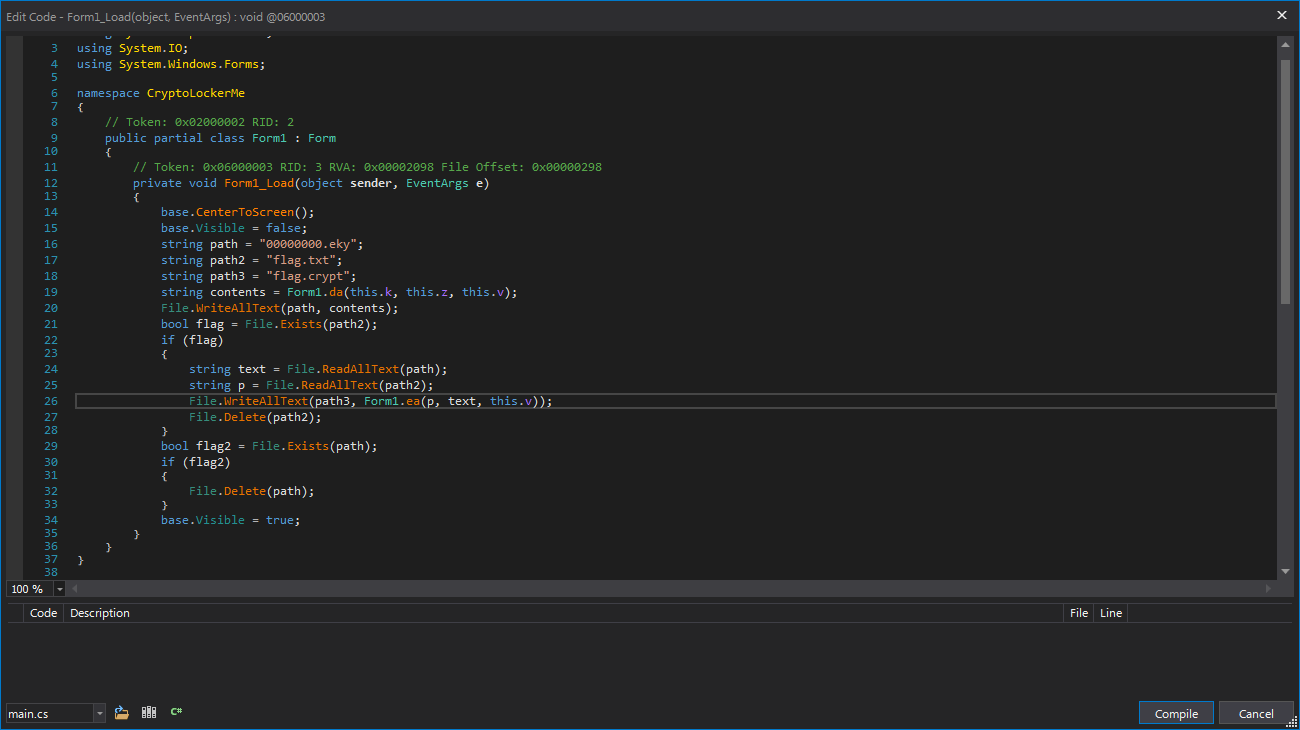 Edit Code - Form1_Load(object, EventArgs) : void @06000003
3 using System.IO;
4 using System.Windows.Forms;
5
6 namespace CryptoLockerMe
7 {
8 // Token: 0x02000002 RID: 2
9 public partial class Form1 : Form
10 {
11 // Token: 0x06000003 RID: 3 RVA: 0x00002098 File Offset: 0x00000298
12 private void Form1_Load(object sender, EventArgs e)
13 {
14 base.CenterToScreen();
15 base.Visible = false;
16 string path = "00000000.eky";
17 string path2 = "flag.txt";
18 string path3 = "flag.crypt";
19 string contents = Form1.da(this.k, this.z, this.v);
20 File.WriteAllText(path, contents);
21 bool flag = File.Exists(path2);
22 if (flag)
23 {
24 string text = File.ReadAllText(path);
25 string p = File.ReadAllText(path2);
26 File.WriteAllText(path3, Form1.ea(p, text, this.v));
27 File.Delete(path2);
28 }
29 bool flag2 = File.Exists(path);
30 if (flag2)
31 {
32 File.Delete(path);
33 }
34 base.Visible = true;
35 }
36 }
37 }
38
100 %
Code Description File Line
main.cs C# Compile Cancel